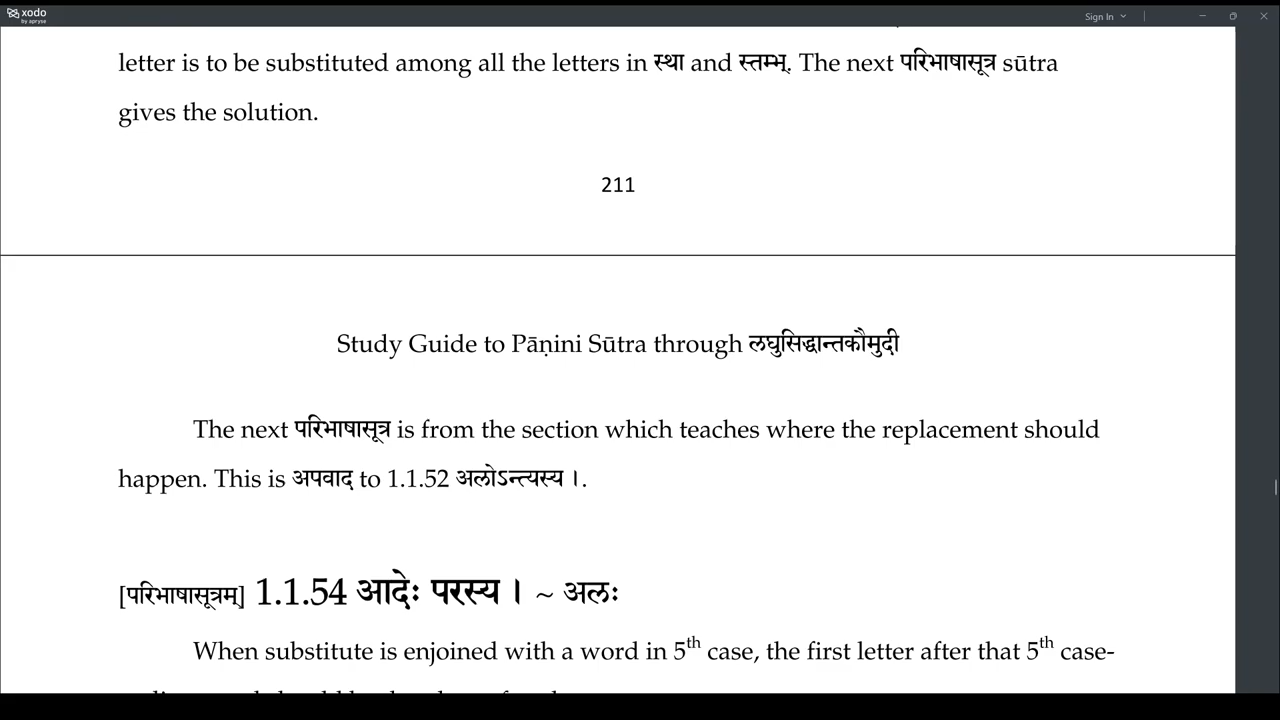 xodo
by apryse
Sign In
letter is to be substituted among all the letters in स्था and स्तम्भ्. The next परिभाषासूत्र sūtra
gives the solution.
211
Study Guide to Pāṇini Sūtra through लघुसिद्धान्तकौमुदी
The next परिभाषासूत्र is from the section which teaches where the replacement should
happen. This is अपवाद to 1.1.52 अलोऽन्त्यस्य ।.
[परिभाषासूत्रम्] 1.1.54 आदेः परस्य । ~ अलः
When substitute is enjoined with a word in 5th case, the first letter after that 5th case-